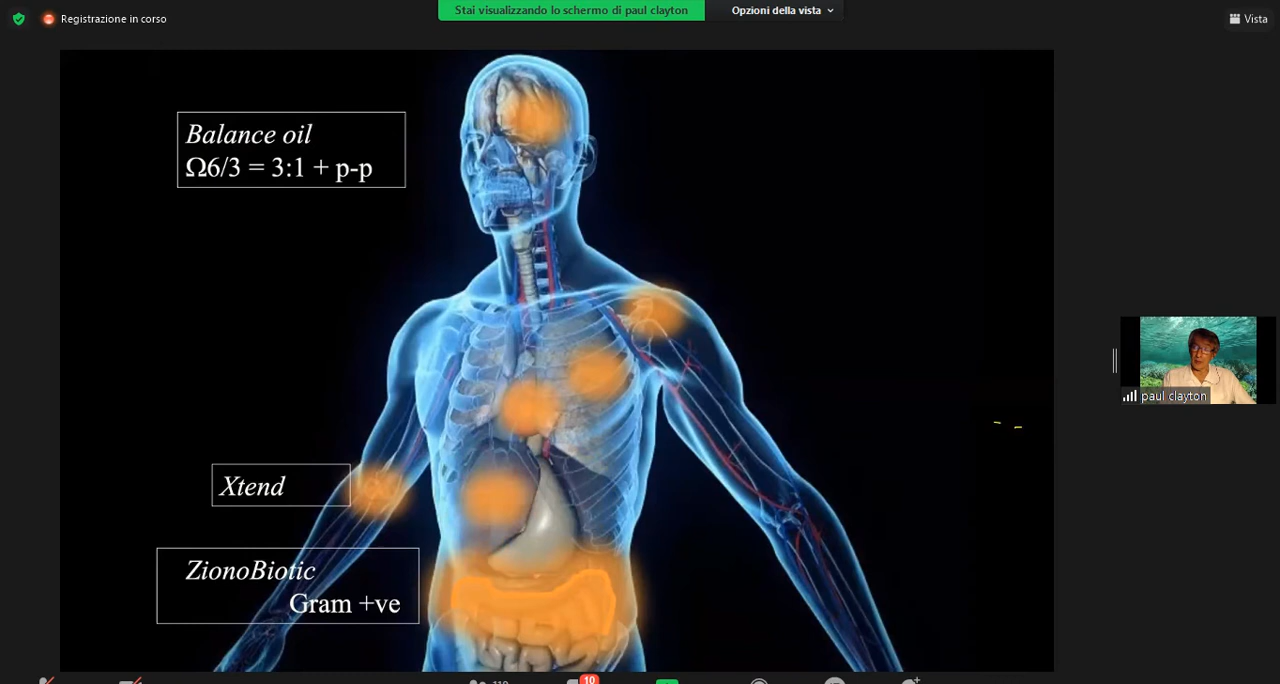 Registrazione in corso
Stai visualizzando lo schermo di paul clayton
Opzioni della vista
Vista
Balance oil
Ω6/3 = 3:1 + p-p
Xtend
ZionoBiotic
Gram +ve
paul clayton
10